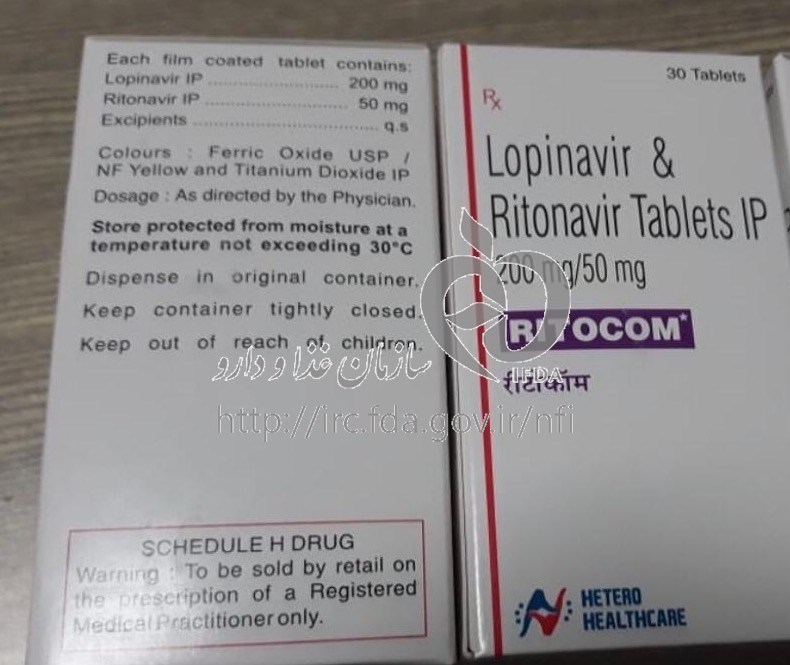 Each film coated tablet contains:
Lopinavir IP ........................ 200 mg
Ritonavir IP .......................... 50 mg
Excipients ................................. q.s
Colours : Ferric Oxide USP /
NF Yellow and Titanium Dioxide IP
Dosage : As directed by the Physician.
Store protected from moisture at a
temperature not exceeding 30°C
Dispense in original container.
Keep container tightly closed.
Keep out of reach of children.
SCHEDULE H DRUG
Warning : To be sold by retail on
the prescription of a Registered
Medical Practitioner only.
30 Tablets
Rx
Lopinavir &
Ritonavir Tablets IP
200 mg/50 mg
RITOCOM*
रीटोकॉम
HETERO
HEALTHCARE
سازمان غذا و دارو
IFDA
http://irc.fda.gov.ir/nfi